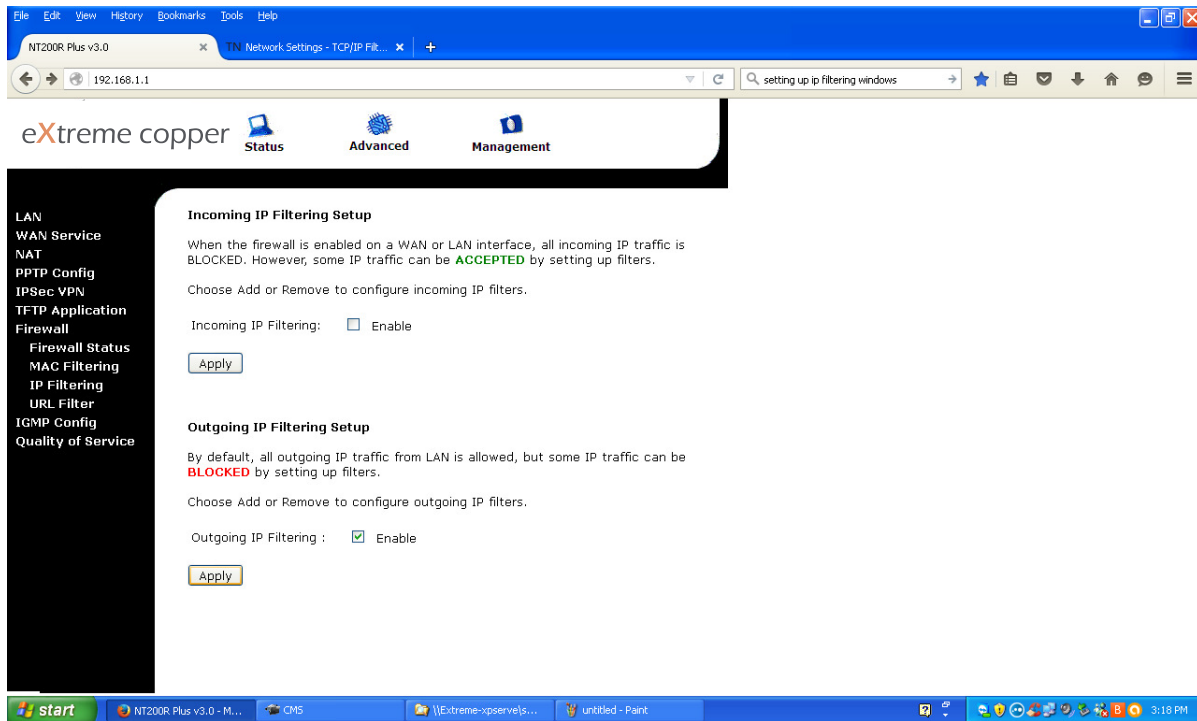 File Edit View History Bookmarks Tools Help
NT200R Plus v3.0
TN Network Settings - TCP/IP Filt...
192.168.1.1
setting up ip filtering windows
eXtreme copper
Status
Advanced
Management
LAN
WAN Service
NAT
PPTP Config
IPSec VPN
TFTP Application
Firewall
Firewall Status
MAC Filtering
IP Filtering
URL Filter
IGMP Config
Quality of Service
Incoming IP Filtering Setup
When the firewall is enabled on a WAN or LAN interface, all incoming IP traffic is
BLOCKED. However, some IP traffic can be ACCEPTED by setting up filters.
Choose Add or Remove to configure incoming IP filters.
Incoming IP Filtering: Enable
Apply
Outgoing IP Filtering Setup
By default, all outgoing IP traffic from LAN is allowed, but some IP traffic can be
BLOCKED by setting up filters.
Choose Add or Remove to configure outgoing IP filters.
Outgoing IP Filtering : Enable
Apply
start
NT200R Plus v3.0 - M...
CMS
\\Extreme-xpserve\s...
untitled - Paint
3:18 PM